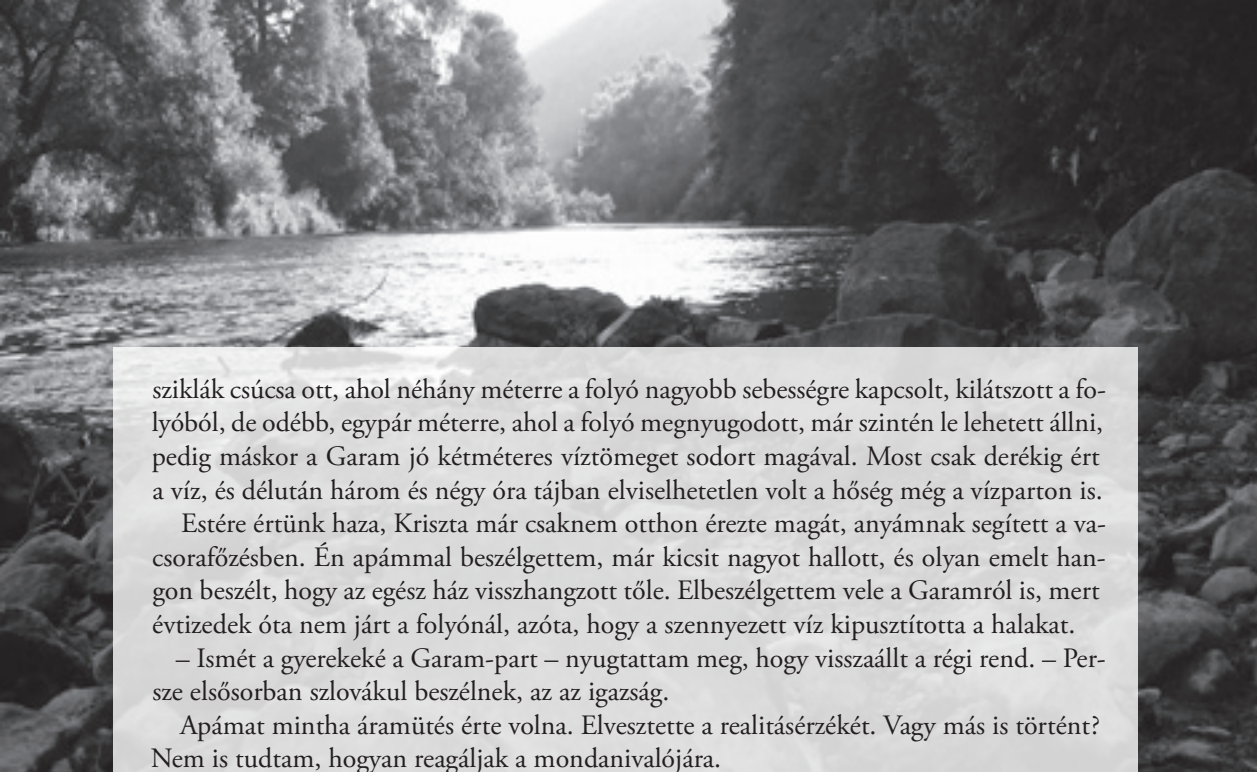 sziklák csúcsa ott, ahol néhány méterre a folyó nagyobb sebességre kapcsolt, kilátszott a fo-
lyóból, de odébb, egypár méterre, ahol a folyó megnyugodott, már szintén le lehetett állni,
pedig máskor a Garam jó kétméteres víztömeget sodort magával. Most csak derékig ért
a víz, és délután három és négy óra tájban elviselhetetlen volt a hőség még a vízparton is.
Estére értünk haza, Kriszta már csaknem otthon érezte magát, anyámnak segített a va-
csorafőzésben. Én apámmal beszélgettem, már kicsit nagyot hallott, és olyan emelt han-
gon beszélt, hogy az egész ház visszhangzott tőle. Elbeszélgettem vele a Garamról is, mert
évtizedek óta nem járt a folyónál, azóta, hogy a szennyezett víz kipusztította a halakat.
– Ismét a gyerekeké a Garam-part – nyugtattam meg, hogy visszaállt a régi rend. – Per-
sze elsősorban szlovákul beszélnek, az az igazság.
Apámat mintha áramütés érte volna. Elvesztette a realitásérzékét. Vagy más is történt?
Nem is tudtam, hogyan reagáljak a mondanivalójára.